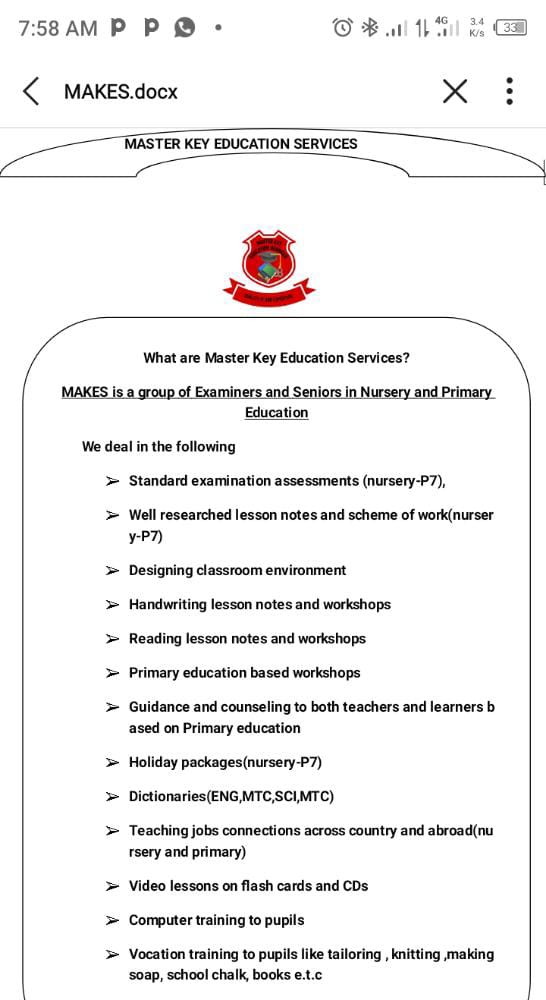 7:58 AM
4G
3.4
K/s
33
MAKES.docx
MASTER KEY EDUCATION SERVICES
What are Master Key Education Services?
MAKES is a group of Examiners and Seniors in Nursery and Primary
Education
We deal in the following
➢ Standard examination assessments (nursery-P7),
➢ Well researched lesson notes and scheme of work(nurser
y-P7)
➢ Designing classroom environment
➢ Handwriting lesson notes and workshops
➢ Reading lesson notes and workshops
➢ Primary education based workshops
➢ Guidance and counseling to both teachers and learners b
ased on Primary education
➢ Holiday packages(nursery-P7)
➢ Dictionaries(ENG,MTC,SCI,MTC)
➢ Teaching jobs connections across country and abroad(nu
rsery and primary)
➢ Video lessons on flash cards and CDs
➢ Computer training to pupils
➢ Vocation training to pupils like tailoring , knitting ,making
soap, school chalk, books e.t.c